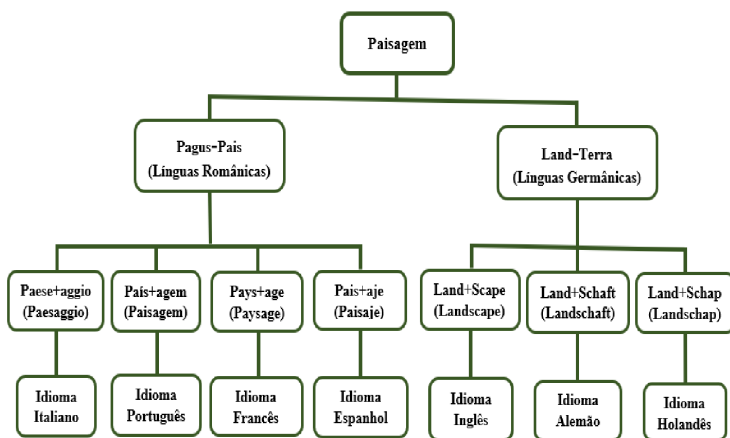 Paisagem
Pagus-Pais
(Línguas Românicas)
Land-Terra
(Línguas Germânicas)
Paese+aggio
(Paesaggio)
País+agem
(Paisagem)
Pays+age
(Paysage)
Pais+aje
(Paisaje)
Land+Scape
(Landscape)
Land+Schaft
(Landschaft)
Land+Schap
(Landschap)
Idioma
Italiano
Idioma
Português
Idioma
Francês
Idioma
Espanhol
Idioma
Inglês
Idioma
Alemão
Idioma
Holandês